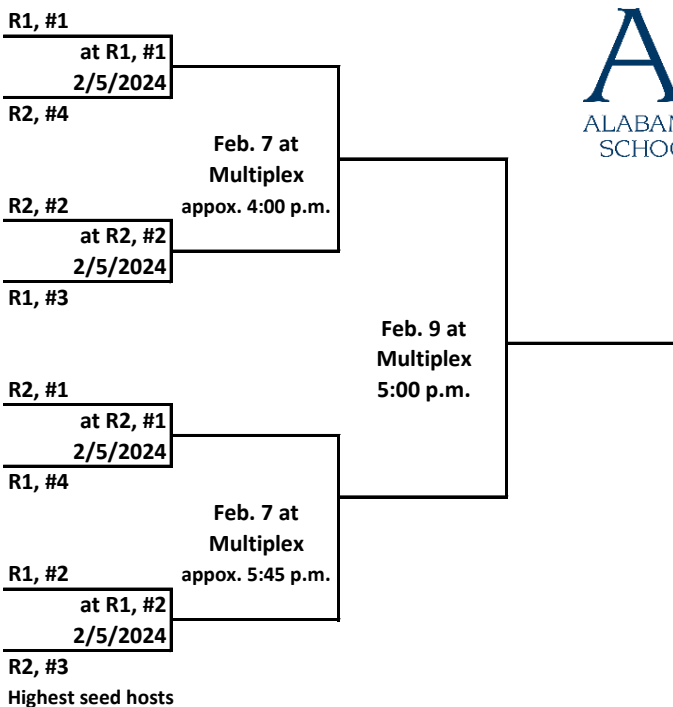 R1, #1
at R1, #1
2/5/2024
R2, #4
Feb. 7 at
Multiplex
appox. 4:00 p.m.
R2, #2
at R2, #2
2/5/2024
R1, #3
Feb. 9 at
Multiplex
5:00 p.m.
R2, #1
at R2, #1
2/5/2024
R1, #4
Feb. 7 at
Multiplex
appox. 5:45 p.m.
R1, #2
at R1, #2
2/5/2024
R2, #3
Highest seed hosts
A